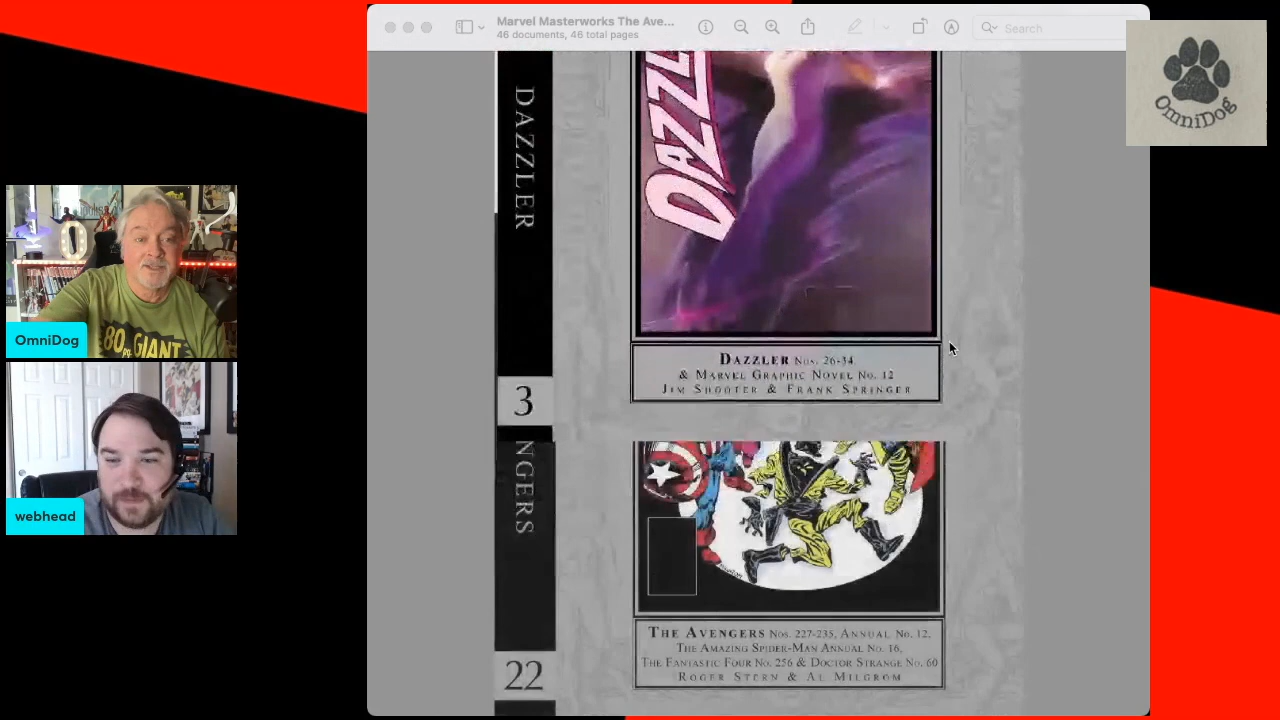 Marvel Masterworks The Ave...
46 documents, 46 total pages
Search
OmniDog
OmniDog
80 pg. GIANT
webhead
DAZZLER
3
DAZZL
DAZZLER Nos. 26-34
& MARVEL GRAPHIC NOVEL No. 12
JIM SHOOTER & FRANK SPRINGER
NGERS
22
THE AVENGERS Nos. 227-235, ANNUAL No. 12,
THE AMAZING SPIDER-MAN ANNUAL No. 16,
THE FANTASTIC FOUR No. 256 & DOCTOR STRANGE No. 60
ROGER STERN & AL MILGROM